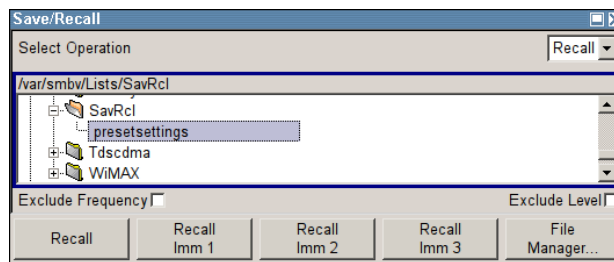 Save/Recall
Select Operation
Recall
/var/smbv/Lists/SavRcl
SavRcl
presetsettings
Tdscdma
WiMAX
Exclude Frequency
Exclude Level
Recall
Recall
Imm 1
Recall
Imm 2
Recall
Imm 3
File
Manager...